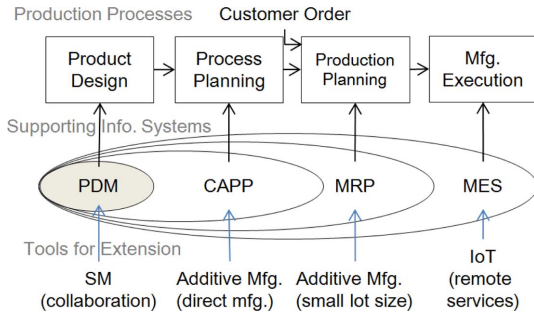 Production Processes
Customer Order
Product
Design
Process
Planning
Production
Planning
Mfg.
Execution
Supporting Info. Systems
PDM
CAPP
MRP
MES
Tools for Extension
SM
(collaboration)
Additive Mfg.
(direct mfg.)
Additive Mfg.
(small lot size)
IoT
(remote
services)